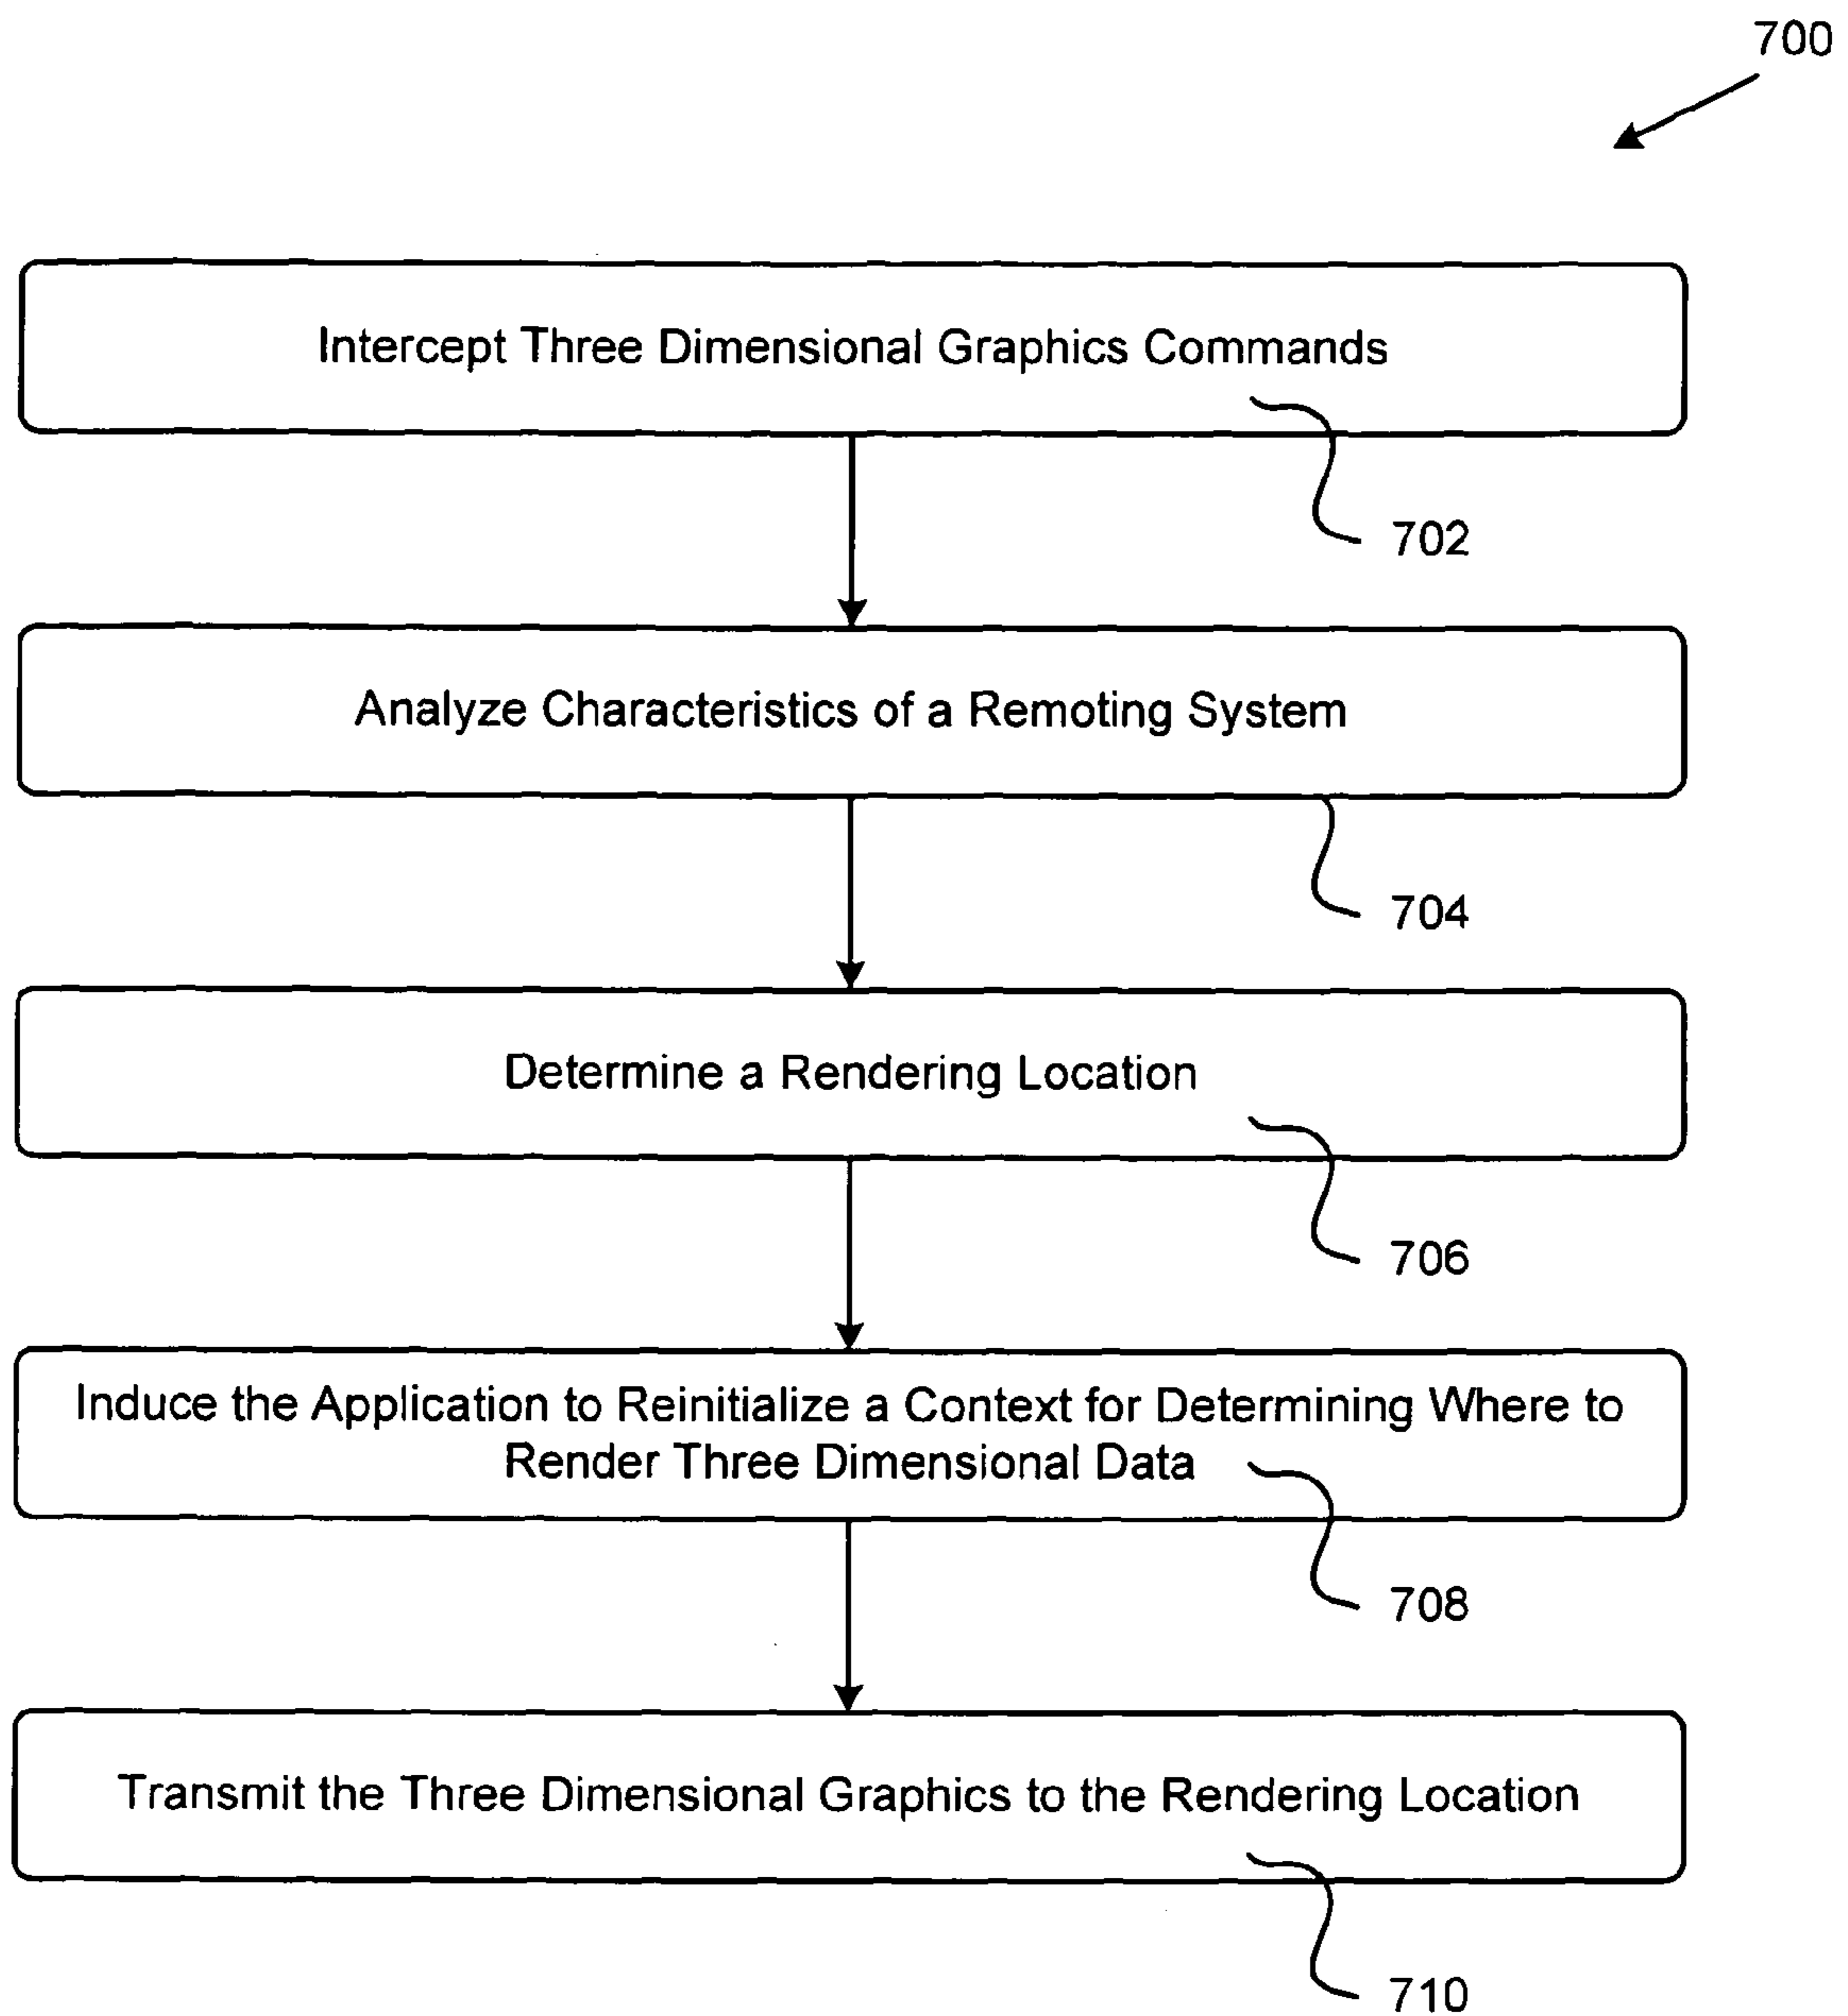 700
Intercept Three Dimensional Graphics Commands
702
Analyze Characteristics of a Remoting System
704
Determine a Rendering Location
706
Induce the Application to Reinitialize a Context for Determining Where to
Render Three Dimensional Data
708
Transmit the Three Dimensional Graphics to the Rendering Location
710